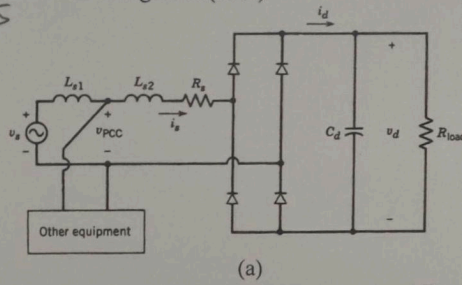 i_d
L_s1 L_s2 R_s
+ + +
v_s v_PCC i_s C_d v_d R_load
− − −
Other equipment
(a)